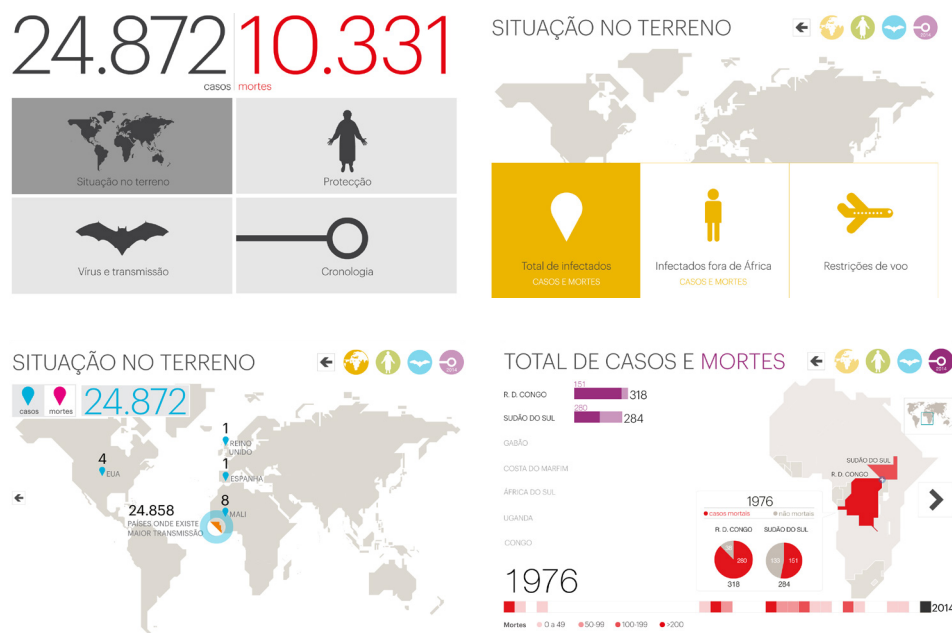 24.872
10.331
casos
mortes
Situação no terreno
Protecção
Vírus e transmissão
Cronologia
SITUAÇÃO NO TERRENO
2014
Total de infectados
CASOS E MORTES
Infectados fora de África
CASOS E MORTES
Restrições de voo
SITUAÇÃO NO TERRENO
2014
casos
mortes
24.872
1
REINO
UNIDO
4
EUA
1
ESPANHA
8
MALI
24.858
PAÍSES ONDE EXISTE
MAIOR TRANSMISSÃO
TOTAL DE CASOS E MORTES
2014
151
R. D. CONGO
318
280
SUDÃO DO SUL
284
GABÃO
COSTA DO MARFIM
ÁFRICA DO SUL
UGANDA
CONGO
SUDÃO DO SUL
R. D. CONGO
1976
casos mortais
não mortais
R. D. CONGO
SUDÃO DO SUL
280
151
318
284
1976
2014
Mortes
0 a 49
50-99
100-199
>200